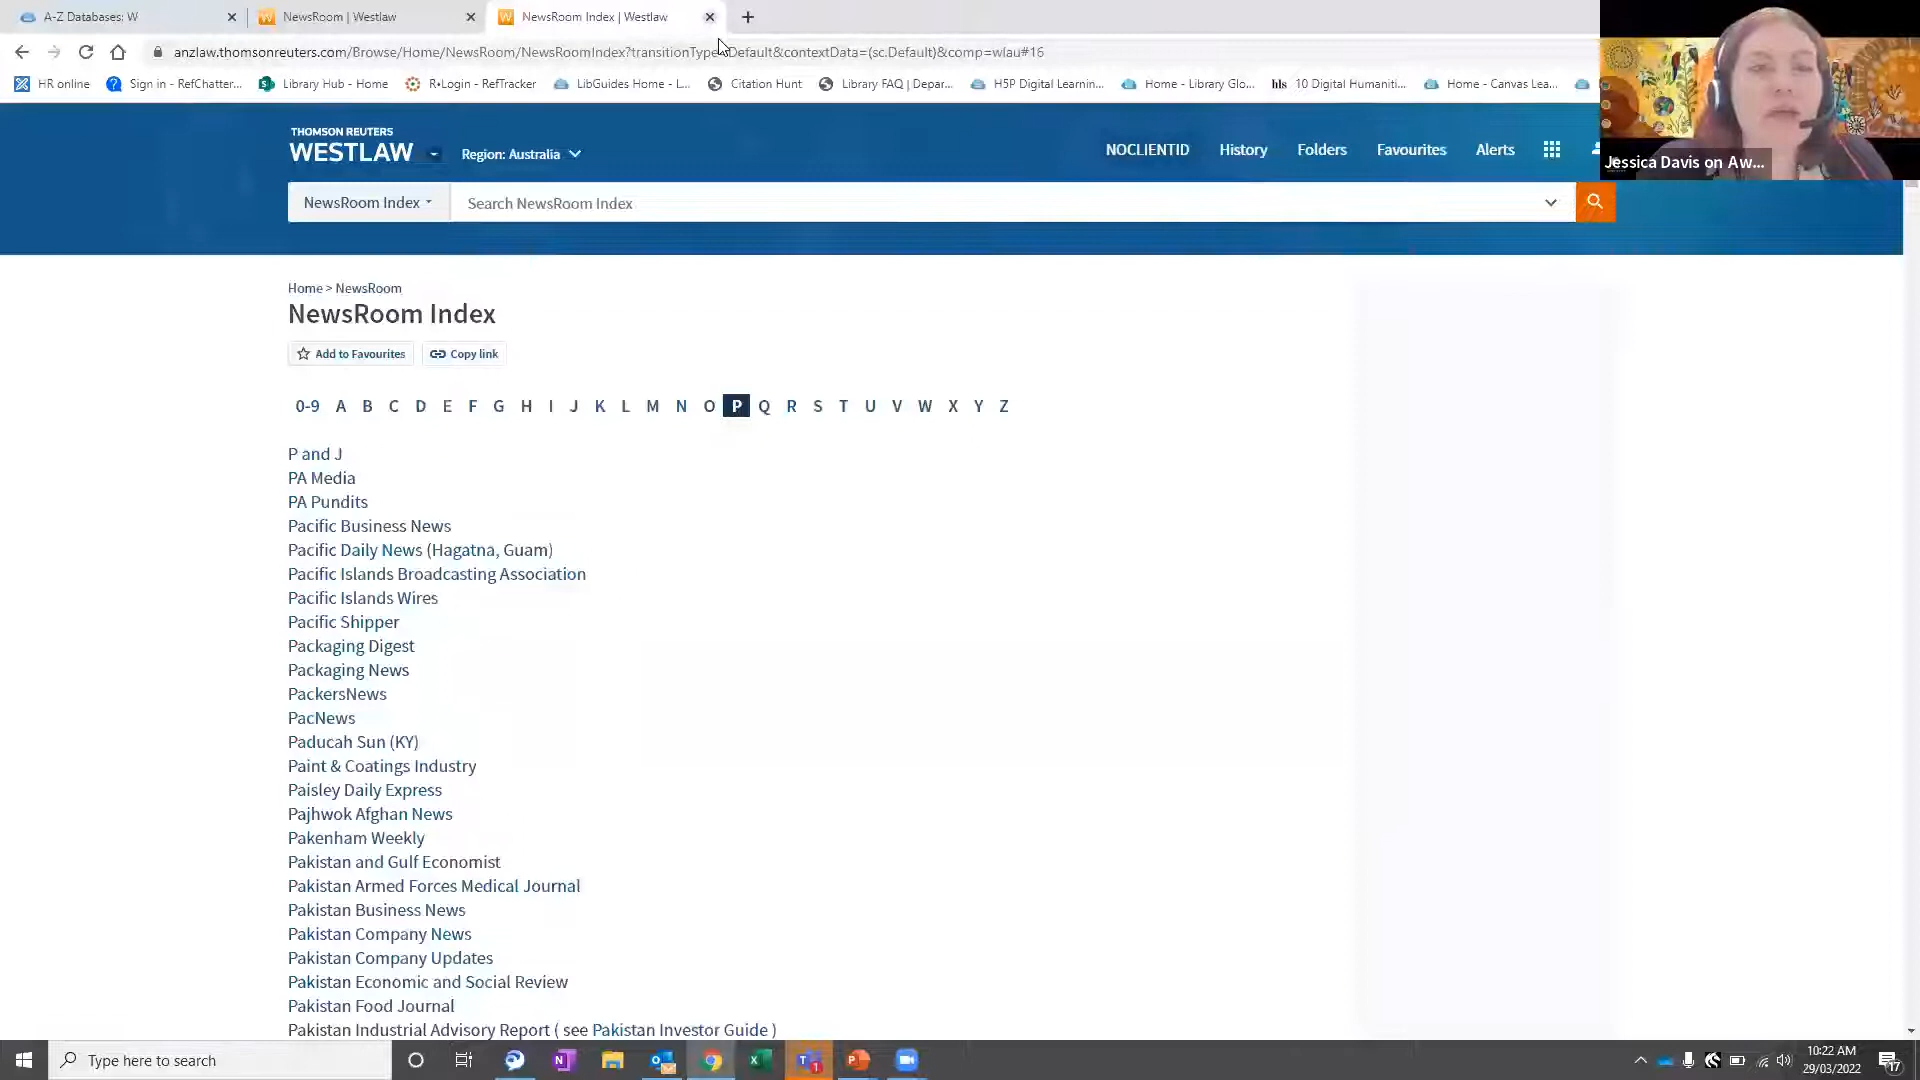 A-Z Databases: W
NewsRoom | Westlaw
NewsRoom Index | Westlaw
anzlaw.thomsonreuters.com/Browse/Home/NewsRoom/NewsRoomIndex?transitionType=Default&contextData=(sc.Default)&comp=wlau#16
HR online
Sign in - RefChatter...
Library Hub - Home
R•Login - RefTracker
LibGuides Home - L...
Citation Hunt
Library FAQ | Depar...
H5P Digital Learnin...
Home - Library Glo...
hls 10 Digital Humaniti...
Home - Canvas Lea...
Jessica Davis on Aw...
THOMSON REUTERS
WESTLAW
Region: Australia
NOCLIENTID
History
Folders
Favourites
Alerts
NewsRoom Index
Search NewsRoom Index
Home > NewsRoom
NewsRoom Index
Add to Favourites
Copy link
0-9 A B C D E F G H I J K L M N O P Q R S T U V W X Y Z
P and J
PA Media
PA Pundits
Pacific Business News
Pacific Daily News (Hagatna, Guam)
Pacific Islands Broadcasting Association
Pacific Islands Wires
Pacific Shipper
Packaging Digest
Packaging News
PackersNews
PacNews
Paducah Sun (KY)
Paint & Coatings Industry
Paisley Daily Express
Pajhwok Afghan News
Pakenham Weekly
Pakistan and Gulf Economist
Pakistan Armed Forces Medical Journal
Pakistan Business News
Pakistan Company News
Pakistan Company Updates
Pakistan Economic and Social Review
Pakistan Food Journal
Pakistan Industrial Advisory Report ( see Pakistan Investor Guide )
Type here to search
10:22 AM
29/03/2022
17